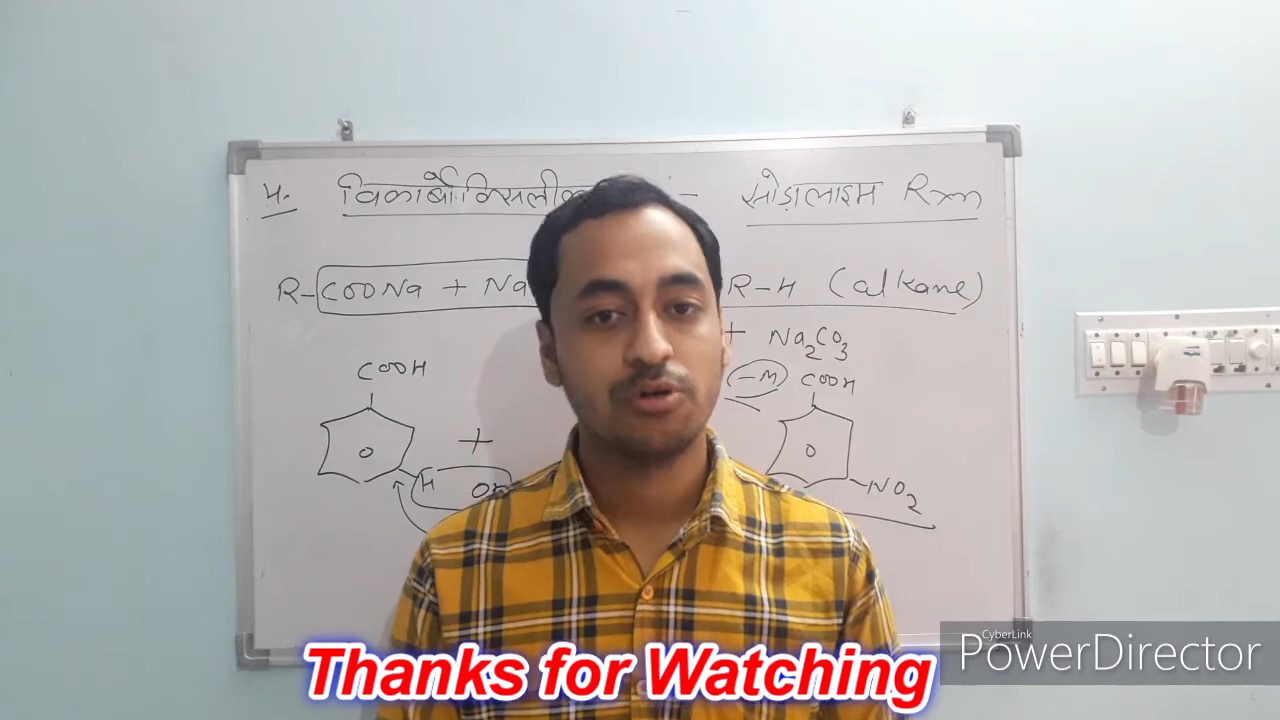 4. विकार्बोक्सिलीक - सोडालाइम Rxn
R-COONa + Na R-H (alkane)
+ Na2CO3
-M
COOH COOH
+
H
NO2
Thanks for Watching
CyberLink
PowerDirector